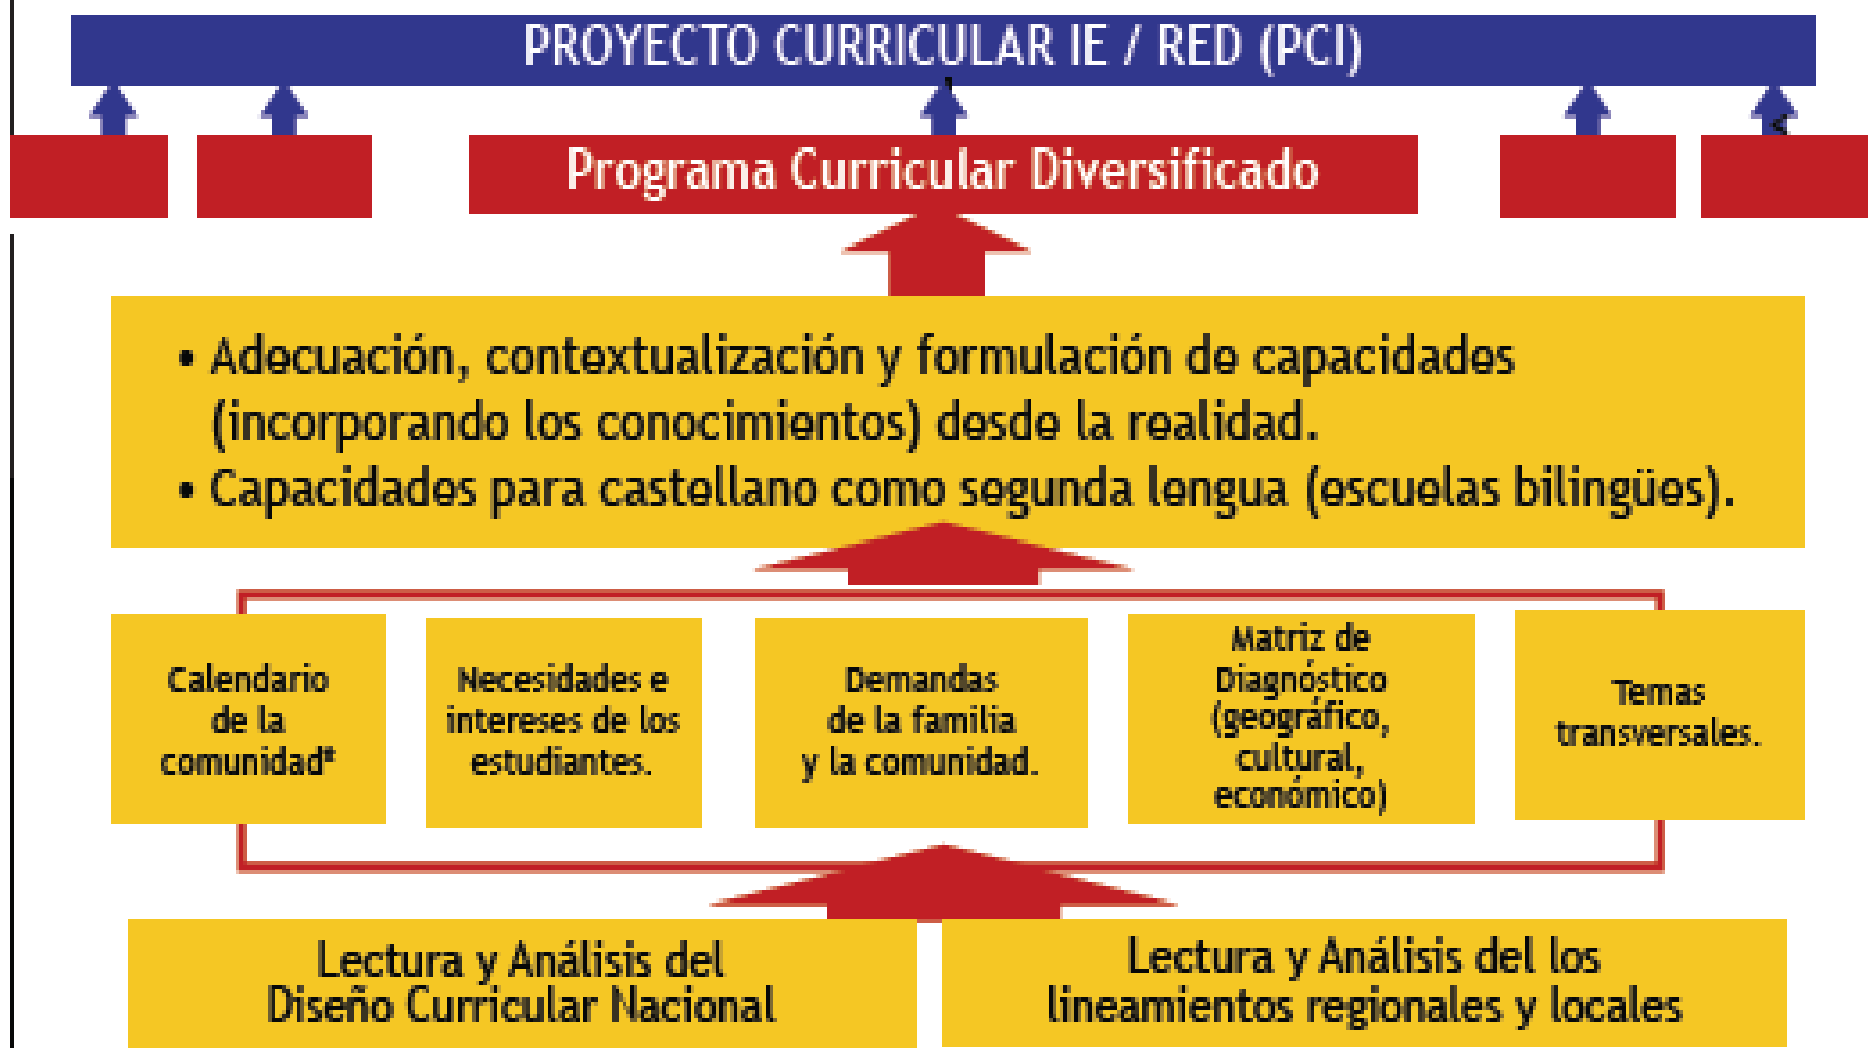 PROYECTO CURRICULAR IE / RED (PCI)
Programa Curricular Diversificado
• Adecuación, contextualización y formulación de capacidades
(incorporando los conocimientos) desde la realidad.
• Capacidades para castellano como segunda lengua (escuelas bilingües).
Calendario
de la
comunidad*
Necesidades e
intereses de los
estudiantes.
Demandas
de la familia
y la comunidad.
Matriz de
Diagnóstico
(geográfico,
cultural,
económico)
Temas
transversales.
Lectura y Análisis del
Diseño Curricular Nacional
Lectura y Análisis del los
lineamientos regionales y locales